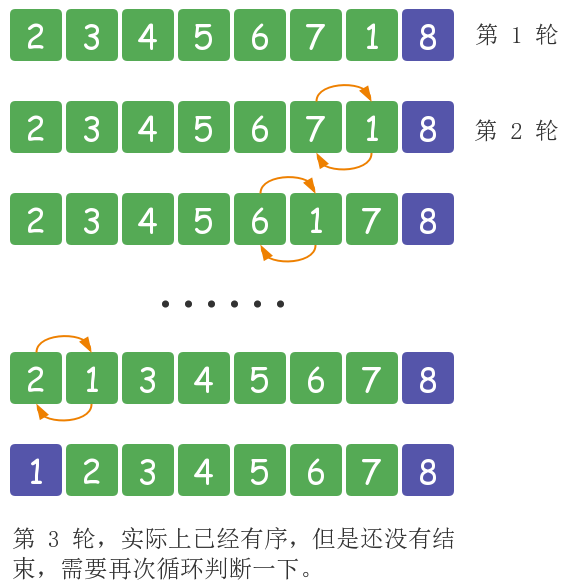 2 3 4 5 6 7 1 8 第 1 轮
2 3 4 5 6 7 1 8 第 2 轮
2 3 4 5 6 1 7 8
......
2 1 3 4 5 6 7 8
1 2 3 4 5 6 7 8
第 3 轮，实际上已经有序，但是还没有结
束，需要再次循环判断一下。